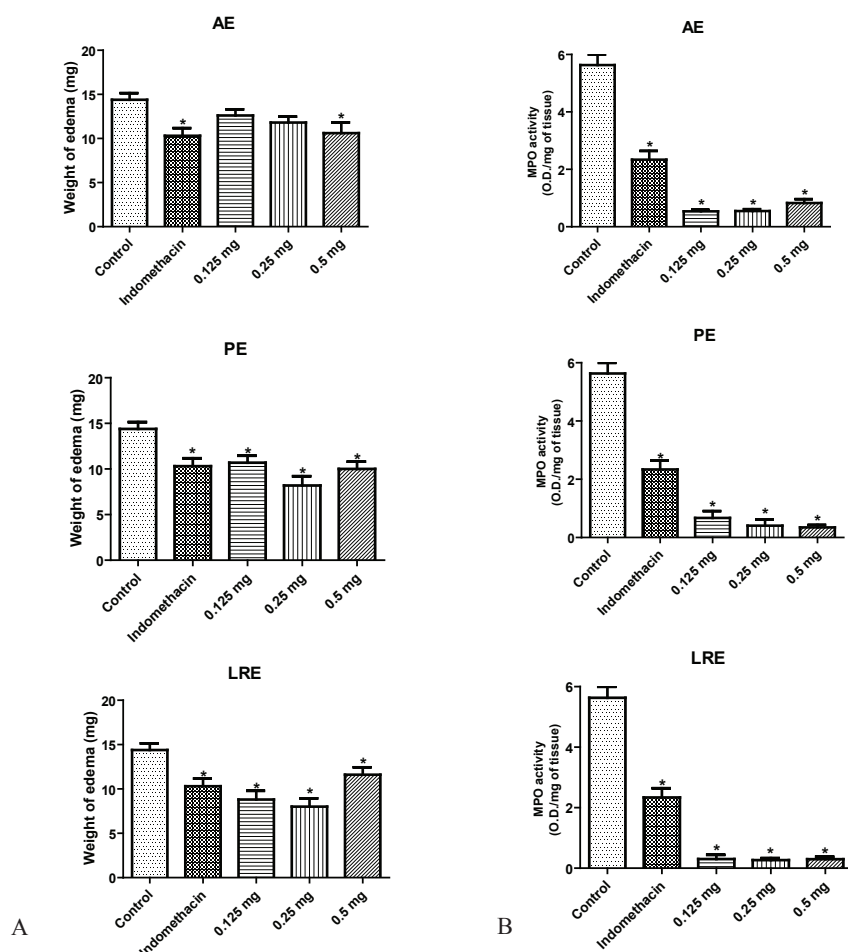 AE
Weight of edema (mg)
20
15
10
5
0
*
*
Control
Indomethacin
0.125 mg
0.25 mg
0.5 mg
PE
Weight of edema (mg)
20
15
10
5
0
*
*
*
*
Control
Indomethacin
0.125 mg
0.25 mg
0.5 mg
LRE
Weight of edema (mg)
20
15
10
5
0
*
*
*
*
Control
Indomethacin
0.125 mg
0.25 mg
0.5 mg
A
AE
MPO activity
(O.D./mg of tissue)
6
4
2
0
*
*
*
*
Control
Indomethacin
0.125 mg
0.25 mg
0.5 mg
PE
MPO activity
(O.D./mg of tissue)
6
4
2
0
*
*
*
*
Control
Indomethacin
0.125 mg
0.25 mg
0.5 mg
LRE
MPO activity
(O.D./mg of tissue)
6
4
2
0
*
*
*
*
Control
Indomethacin
0.125 mg
0.25 mg
0.5 mg
B